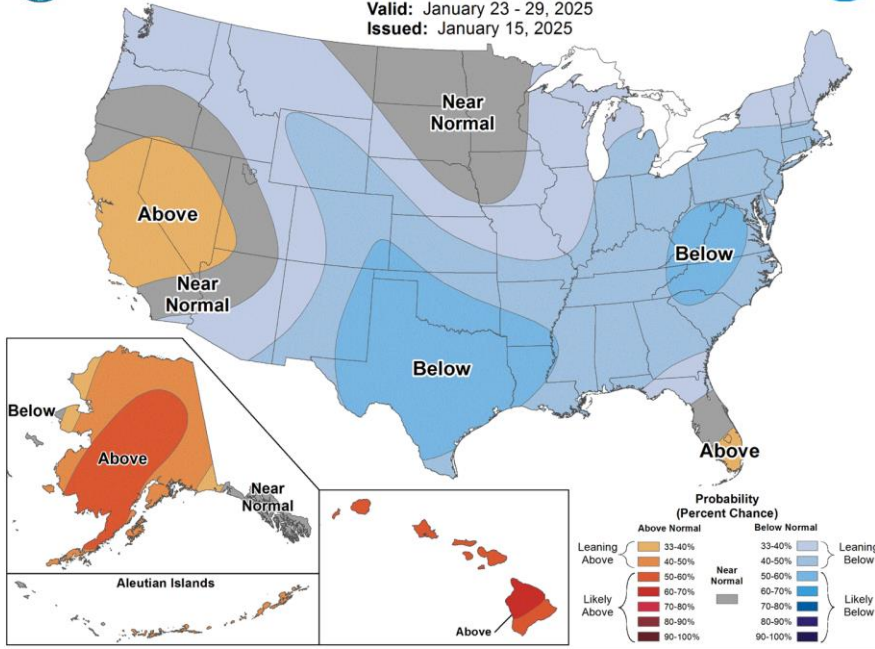 Valid: January 23 - 29, 2025
Issued: January 15, 2025
Near
Normal
Above
Near
Normal
Below
Below
Above
Below
Above
Near
Normal
Aleutian Islands
Above
Probability
(Percent Chance)
Above Normal
Below Normal
Leaning
Above
33-40%
40-50%
Likely
Above
50-60%
60-70%
70-80%
80-90%
90-100%
Near
Normal
33-40%
40-50%
Leaning
Below
50-60%
60-70%
70-80%
80-90%
90-100%
Likely
Below